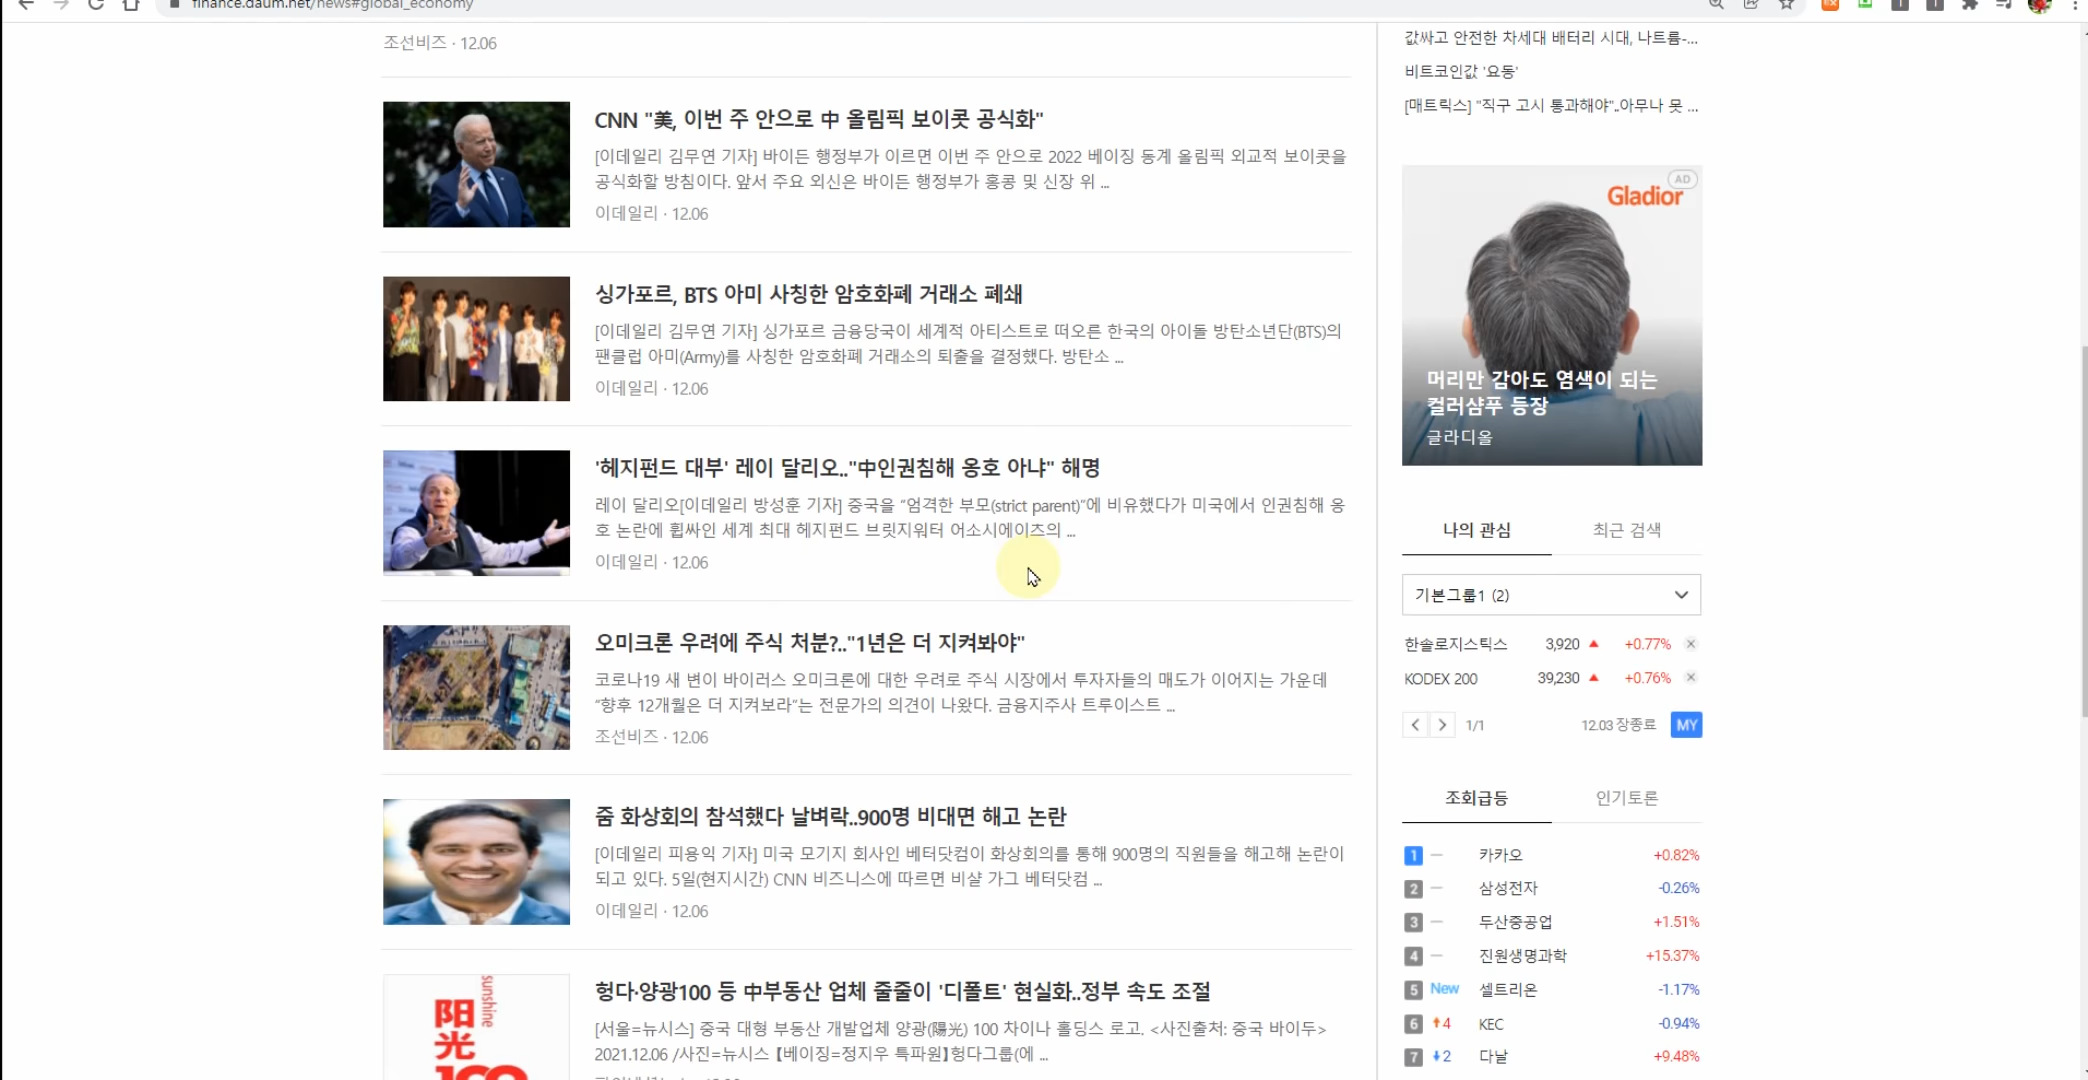 finance.daum.net/news#global_economy
조선비즈 · 12.06
CNN "美, 이번 주 안으로 中 올림픽 보이콧 공식화"
[이데일리 김무연 기자] 바이든 행정부가 이르면 이번 주 안으로 2022 베이징 동계 올림픽 외교적 보이콧을
공식화할 방침이다. 앞서 주요 외신은 바이든 행정부가 홍콩 및 신장 위 ...
이데일리 · 12.06
싱가포르, BTS 아미 사칭한 암호화폐 거래소 폐쇄
[이데일리 김무연 기자] 싱가포르 금융당국이 세계적 아티스트로 떠오른 한국의 아이돌 방탄소년단(BTS)의
팬클럽 아미(Army)를 사칭한 암호화폐 거래소의 퇴출을 결정했다. 방탄소 ...
이데일리 · 12.06
'헤지펀드 대부' 레이 달리오.."中인권침해 옹호 아냐" 해명
레이 달리오[이데일리 방성훈 기자] 중국을 “엄격한 부모(strict parent)”에 비유했다가 미국에서 인권침해 옹
호 논란에 휩싸인 세계 최대 헤지펀드 브릿지워터 어소시에이즈의 ...
이데일리 · 12.06
오미크론 우려에 주식 처분?.."1년은 더 지켜봐야"
코로나19 새 변이 바이러스 오미크론에 대한 우려로 주식 시장에서 투자자들의 매도가 이어지는 가운데
“향후 12개월은 더 지켜보라”는 전문가의 의견이 나왔다. 금융지주사 트루이스트 ...
조선비즈 · 12.06
줌 화상회의 참석했다 날벼락..900명 비대면 해고 논란
[이데일리 피용익 기자] 미국 모기지 회사인 베터닷컴이 화상회의를 통해 900명의 직원들을 해고해 논란이
되고 있다. 5일(현지시간) CNN 비즈니스에 따르면 비샬 가그 베터닷컴 ...
이데일리 · 12.06
sunshine
阳光
100
헝다·양광100 등 中부동산 업체 줄줄이 '디폴트' 현실화..정부 속도 조절
[서울=뉴시스] 중국 대형 부동산 개발업체 양광(陽光) 100 차이나 홀딩스 로고. <사진출처: 중국 바이두>
2021.12.06 /사진=뉴시스【베이징=정지우 특파원】헝다그룹(에 ...
값싸고 안전한 차세대 배터리 시대, 나트륨-...
비트코인값 '요동'
[매트릭스] "직구 고시 통과해야"..아무나 못 ...
AD
Gladior
머리만 감아도 염색이 되는
컬러샴푸 등장
글라디올
나의 관심 최근 검색
기본그룹1 (2)
한솔로지스틱스 3,920 ▲ +0.77% ×
KODEX 200 39,230 ▲ +0.76% ×
< > 1/1 12.03 장종료 MY
조회급등 인기토론
1 – 카카오 +0.82%
2 – 삼성전자 -0.26%
3 – 두산중공업 +1.51%
4 – 진원생명과학 +15.37%
5 New 셀트리온 -1.17%
6 ↑4 KEC -0.94%
7 ↓2 다날 +9.48%